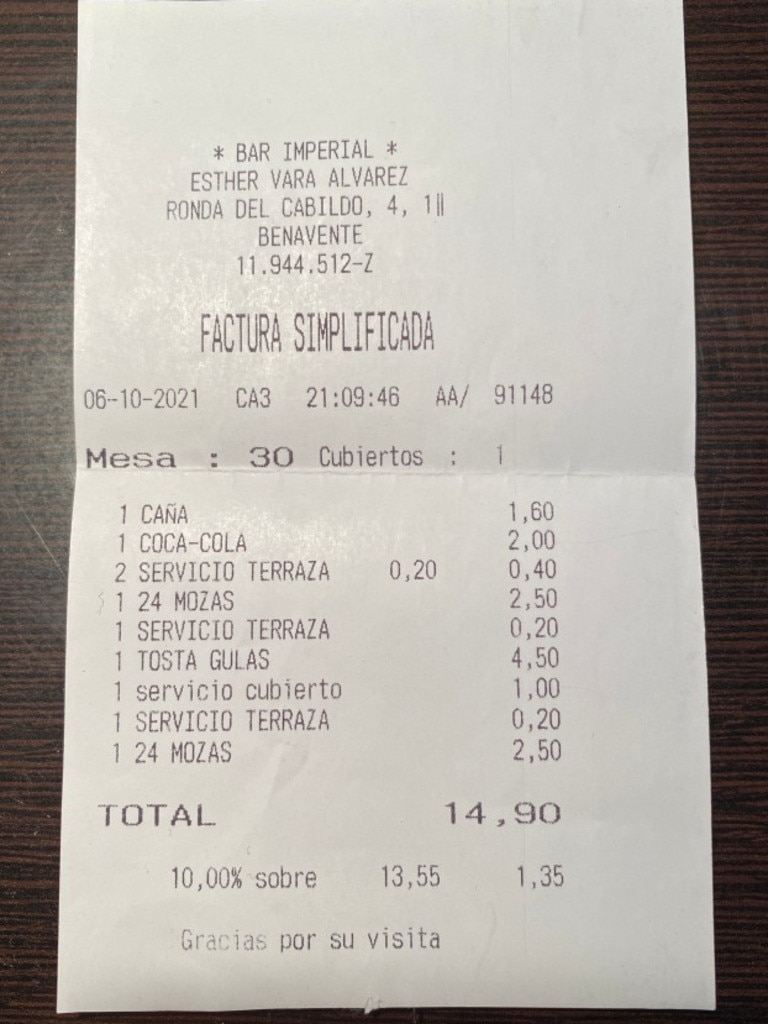 * BAR IMPERIAL *
ESTHER VARA ALVAREZ
RONDA DEL CABILDO, 4, 1
BENAVENTE
11.944.512-Z
FACTURA SIMPLIFICADA
06-10-2021 CA3 21:09:46 AA/ 91148
Mesa : 30 Cubiertos : 1
1 CAÑA 1,60
1 COCA-COLA 2,00
2 SERVICIO TERRAZA 0,20 0,40
1 24 MOZAS 2,50
1 SERVICIO TERRAZA 0,20
1 TOSTA GULAS 4,50
1 servicio cubierto 1,00
1 SERVICIO TERRAZA 0,20
1 24 MOZAS 2,50
TOTAL 14,90
10,00% sobre 13,55 1,35
Gracias por su visita